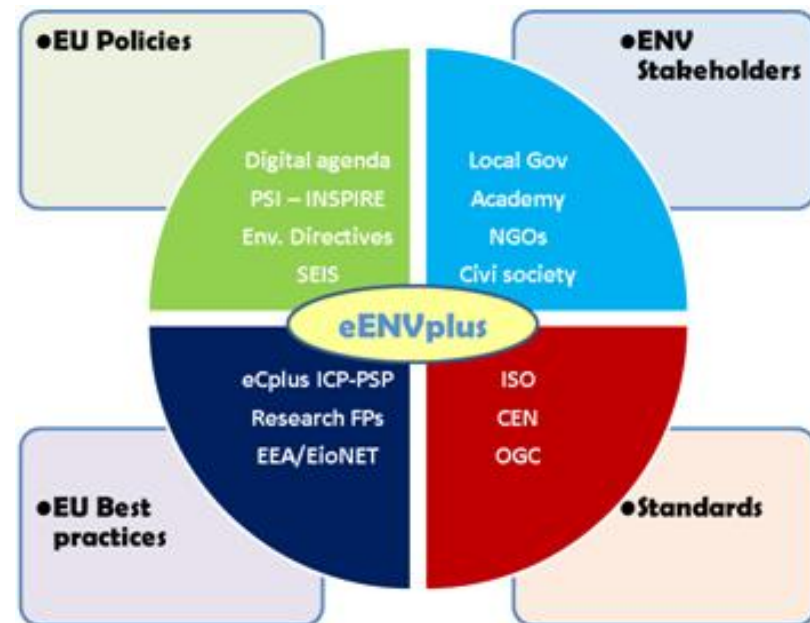 ●EU Policies
●ENV
Stakeholders
Digital agenda
PSI – INSPIRE
Env. Directives
SEIS
Local Gov
Academy
NGOs
Civi society
eENVplus
eCplus ICP-PSP
Research FPs
EEA/EioNET
ISO
CEN
OGC
●EU Best
practices
●Standards